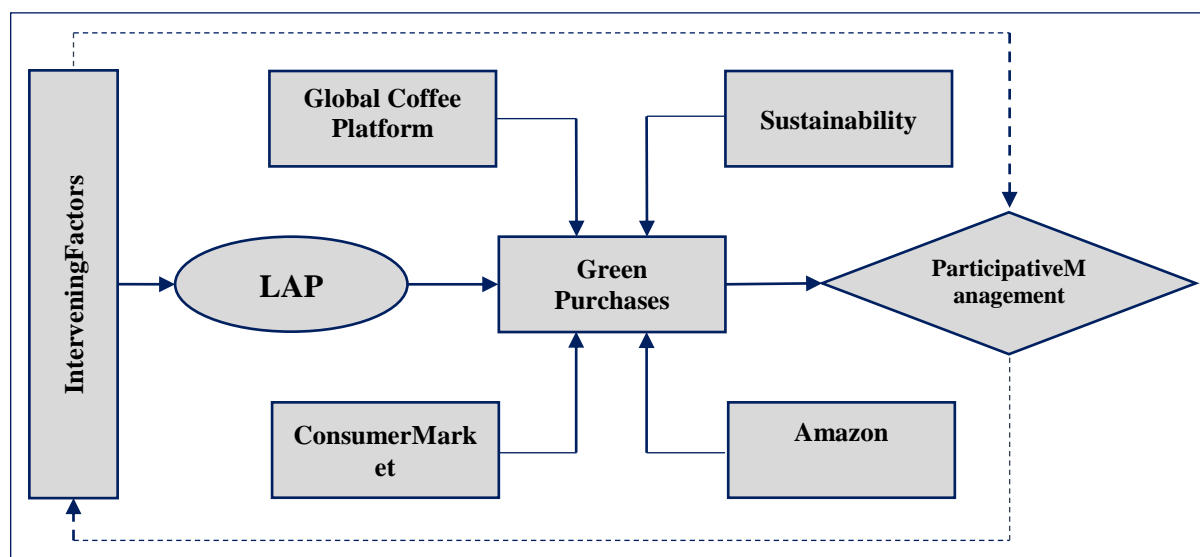 InterveningFactors
Global Coffee
Platform
Sustainability
LAP
Green
Purchases
ParticipativeM
anagement
ConsumerMark
et
Amazon